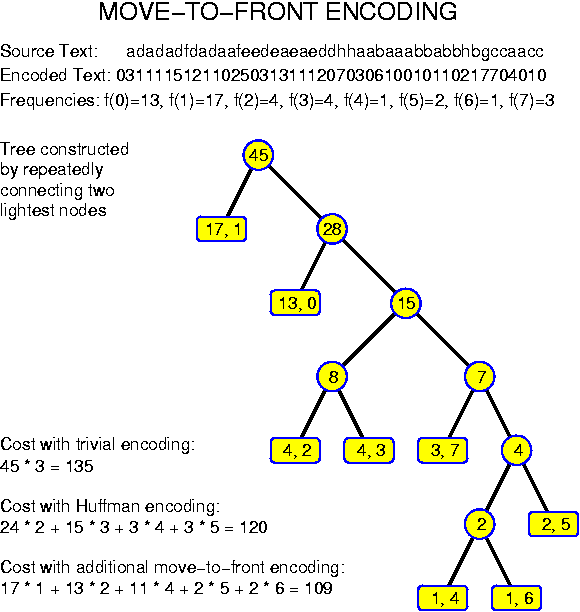 MOVE−TO−FRONT ENCODING
Source Text: adadadfdadaafeedeaeaeddhhaabaaabbabbhbgccaacc
Encoded Text: 031111512110250313111207030610010110217704010
Frequencies: f(0)=13, f(1)=17, f(2)=4, f(3)=4, f(4)=1, f(5)=2, f(6)=1, f(7)=3
Tree constructed
by repeatedly
connecting two
lightest nodes
45
17, 1
28
13, 0
15
8
7
4, 2
4, 3
3, 7
4
2
2, 5
1, 4
1, 6
Cost with trivial encoding:
45 * 3 = 135
Cost with Huffman encoding:
24 * 2 + 15 * 3 + 3 * 4 + 3 * 5 = 120
Cost with additional move−to−front encoding:
17 * 1 + 13 * 2 + 11 * 4 + 2 * 5 + 2 * 6 = 109